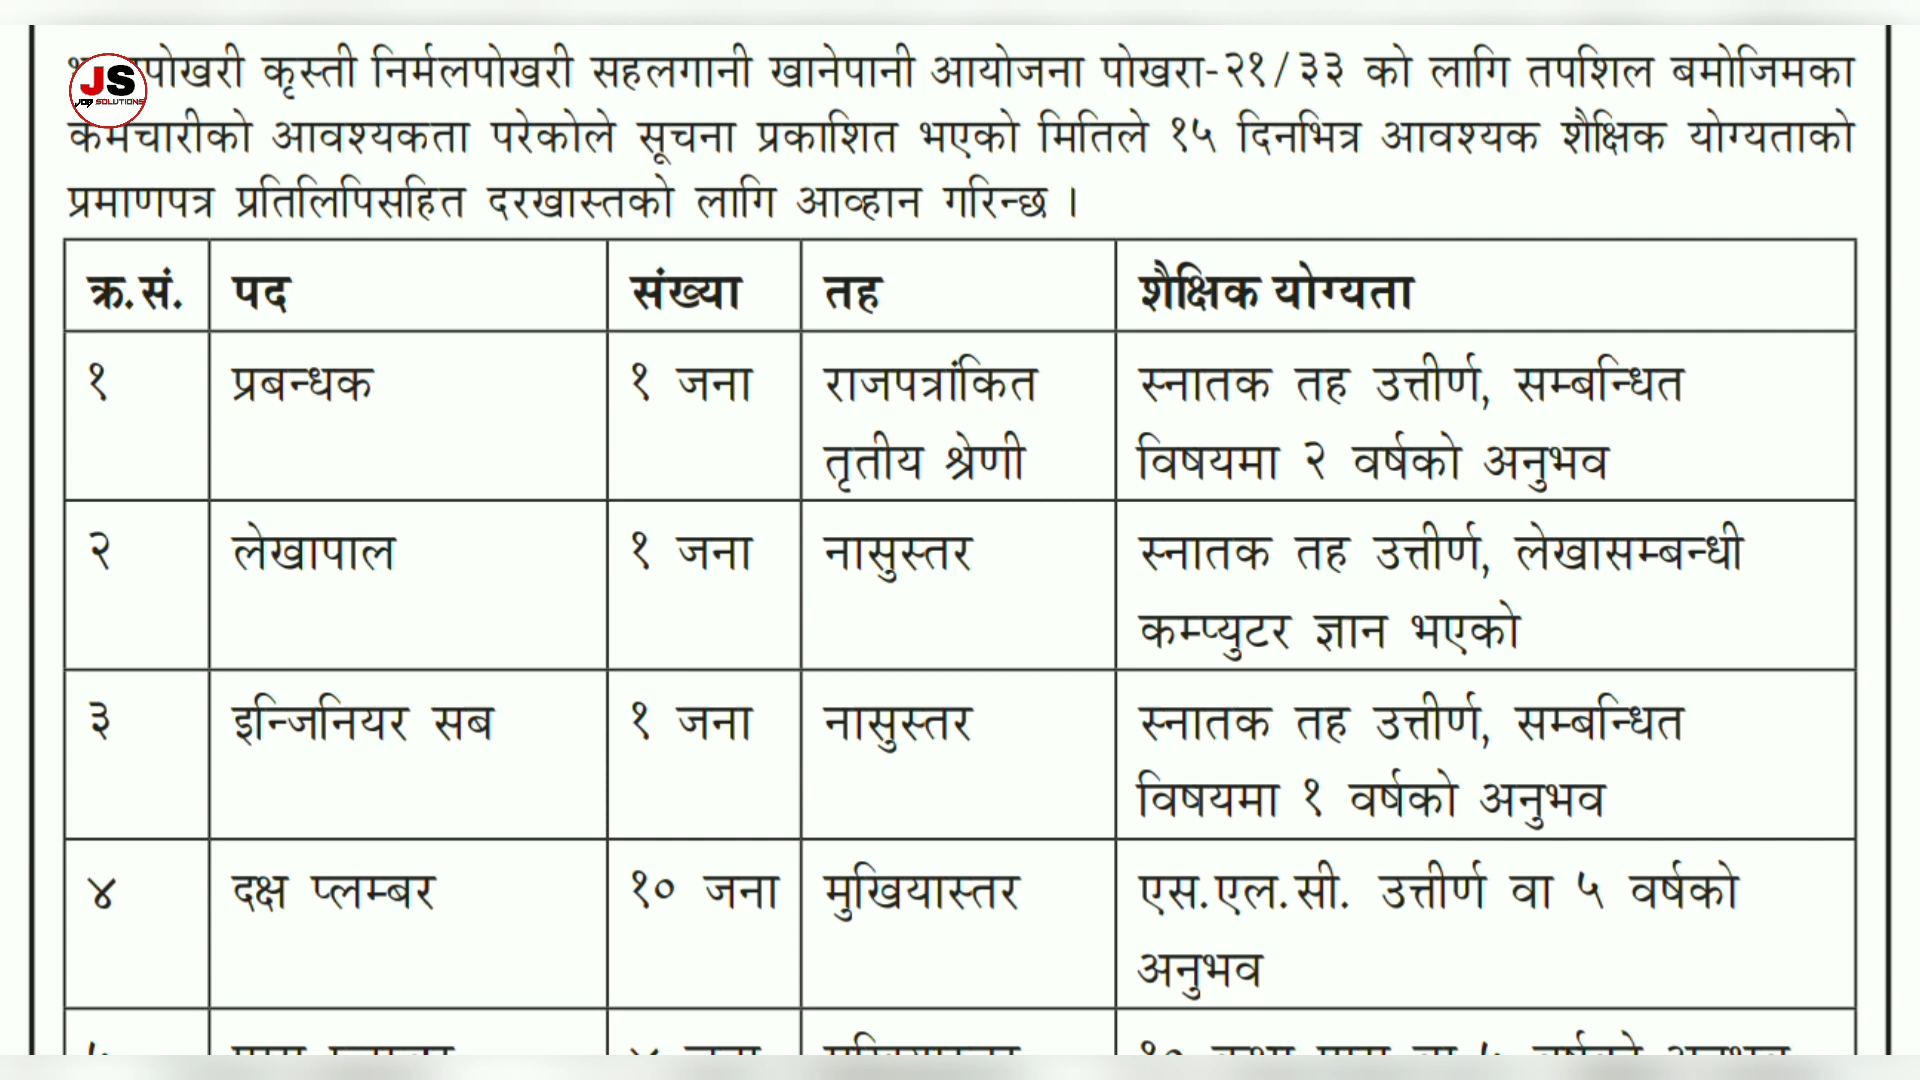 कृस्ती निर्मलपोखरी सहलगानी खानेपानी आयोजना पोखरा-२१/३३ को लागि तपशिल बमोजिमका
कर्मचारीको आवश्यकता परेकोले सूचना प्रकाशित भएको मितिले १५ दिनभित्र आवश्यक शैक्षिक योग्यताको
प्रमाणपत्र प्रतिलिपिसहित दरखास्तको लागि आव्हान गरिन्छ ।
JS
JOB SOLUTIONS
क्र.सं. पद संख्या तह शैक्षिक योग्यता
१ प्रबन्धक १ जना राजपत्रांकित स्नातक तह उत्तीर्ण, सम्बन्धित
तृतीय श्रेणी विषयमा २ वर्षको अनुभव
२ लेखापाल १ जना नासुस्तर स्नातक तह उत्तीर्ण, लेखासम्बन्धी
कम्प्युटर ज्ञान भएको
३ इन्जिनियर सब १ जना नासुस्तर स्नातक तह उत्तीर्ण, सम्बन्धित
विषयमा १ वर्षको अनुभव
४ दक्ष प्लम्बर १० जना मुखियास्तर एस.एल.सी. उत्तीर्ण वा ५ वर्षको
अनुभव